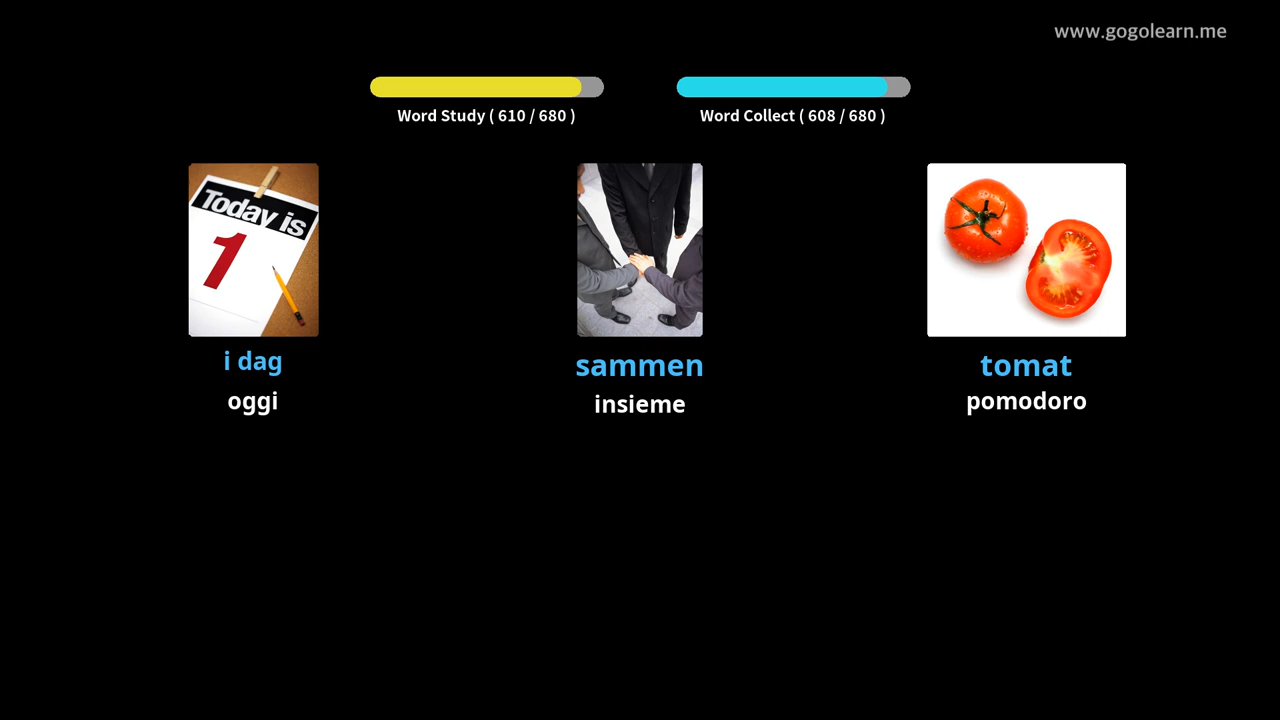 www.gogolearn.me
Word Study ( 610 / 680 )
Word Collect ( 608 / 680 )
Today is
1
i dag
oggi
sammen
insieme
tomat
pomodoro